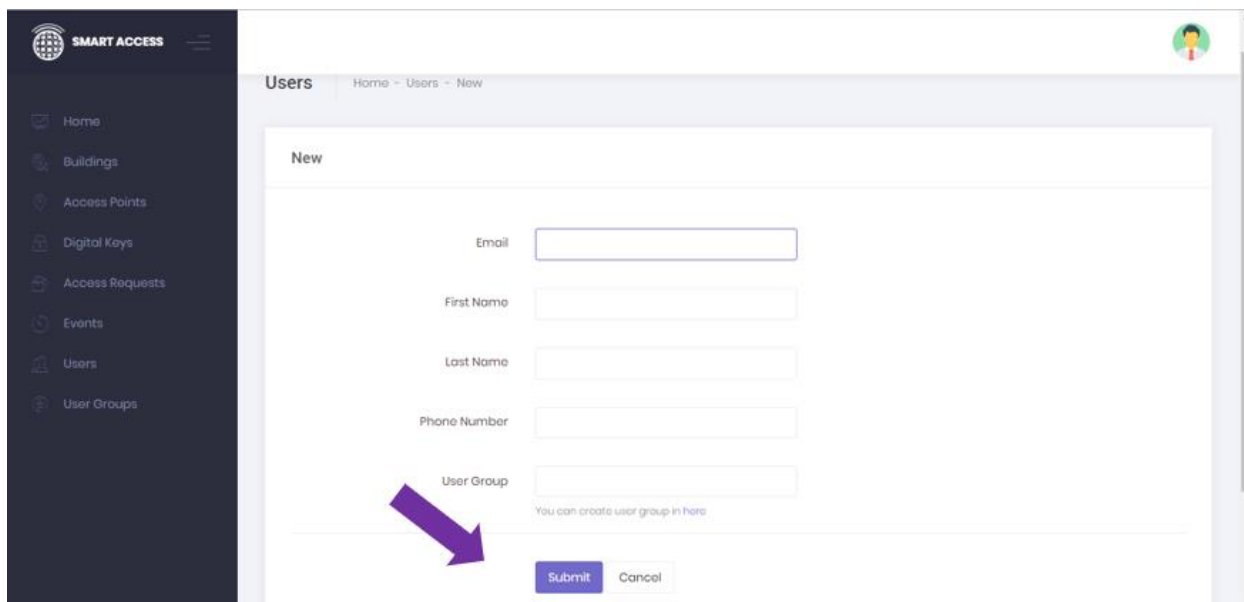 SMART ACCESS
Users
Home - Users - New
Home
Buildings
Access Points
Digital Keys
Access Requests
Events
Users
User Groups
New
Email
First Name
Last Name
Phone Number
User Group
You can create user group in here
Submit
Cancel